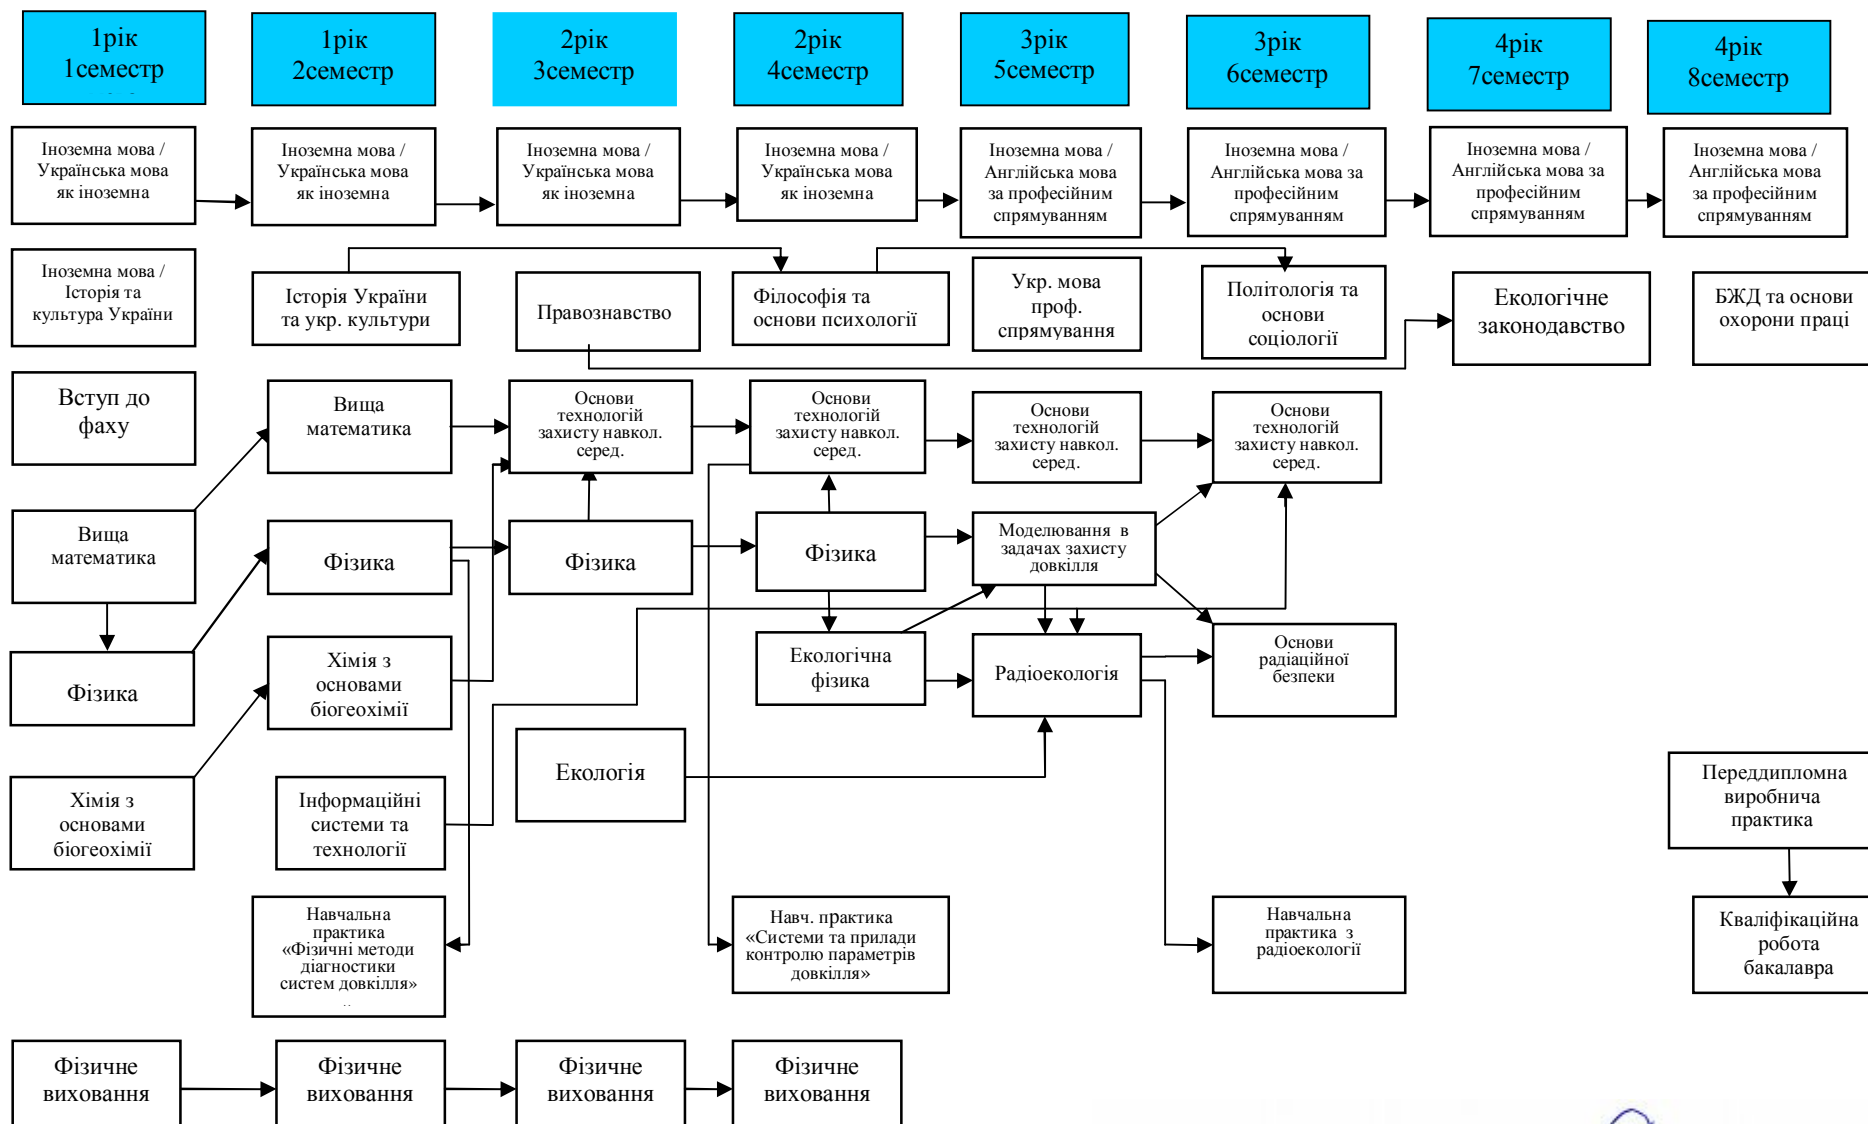 1рік
1семестр
1рік
2семестр
2рік
3семестр
2рік
4семестр
3рік
5семестр
3рік
6семестр
4рік
7семестр
4рік
8семестр
Іноземна мова /
Українська мова
як іноземна
Іноземна мова /
Українська мова
як іноземна
Іноземна мова /
Українська мова
як іноземна
Іноземна мова /
Українська мова
як іноземна
Іноземна мова /
Англійська мова
за професійним
спрямуванням
Іноземна мова /
Англійська мова за
професійним
спрямуванням
Іноземна мова /
Англійська мова за
професійним
спрямуванням
Іноземна мова /
Англійська мова
за професійним
спрямуванням
Іноземна мова /
Історія та
культура України
Історія України
та укр. культури
Правознавство
Філософія та
основи психології
Укр. мова
проф.
спрямування
Політологія та
основи
соціології
Екологічне
законодавство
БЖД та основи
охорони праці
Вступ до
фаху
Вища
математика
Основи
технологій
захисту навкол.
серед.
Основи
технологій
захисту навкол.
серед.
Основи
технологій
захисту навкол.
серед.
Основи
технологій
захисту навкол.
серед.
Вища
математика
Фізика
Фізика
Фізика
Моделювання в
задачах захисту
довкілля
Фізика
Хімія з
основами
біогеохімії
Екологічна
фізика
Радіоекологія
Основи
радіаційної
безпеки
Хімія з
основами
біогеохімії
Інформаційні
системи та
технології
Екологія
Переддипломна
виробнича
практика
Навчальна
практика
«Фізичні методи
діагностики
систем довкілля»
Навч. практика
«Системи та прилади
контролю параметрів
довкілля»
Навчальна
практика з
радіоекології
Кваліфікаційна
робота
бакалавра
Фізичне
виховання
Фізичне
виховання
Фізичне
виховання
Фізичне
виховання